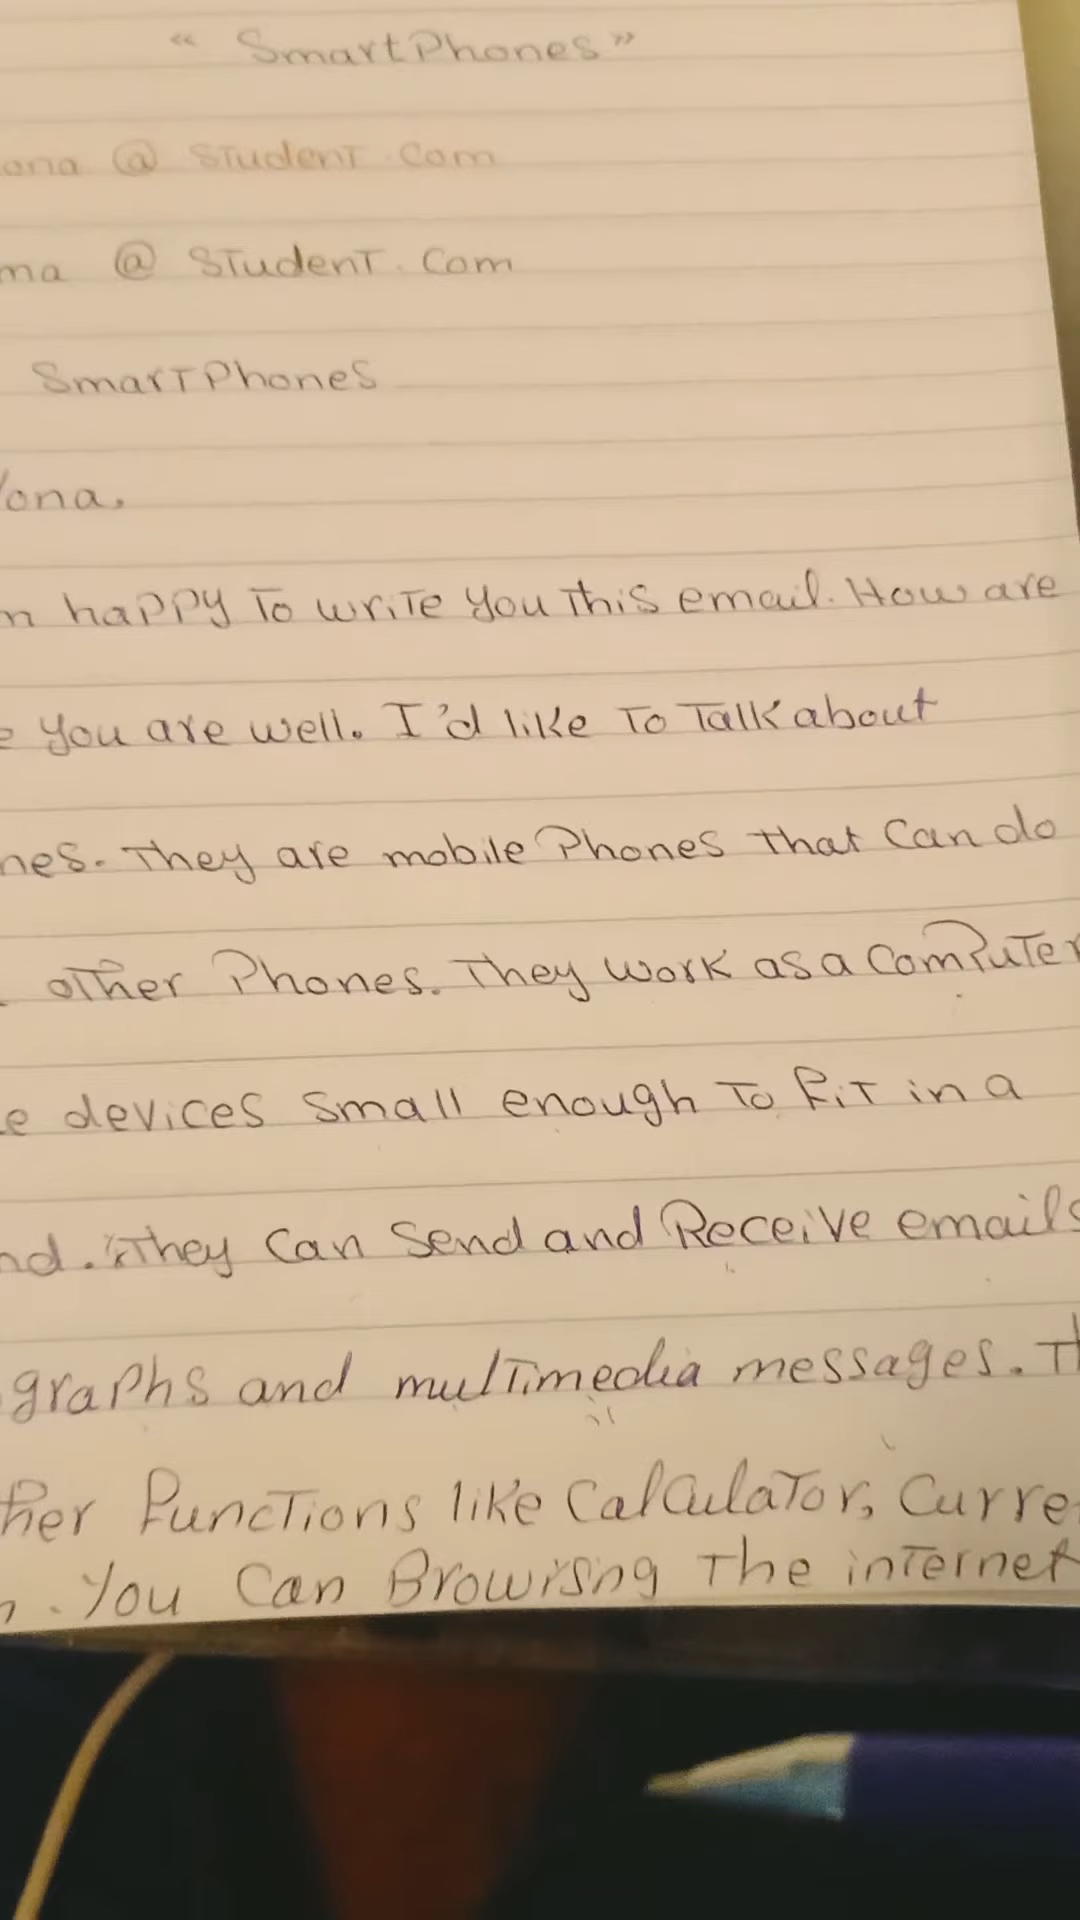 “ SmartPhones ”
ona @ STudenT. Com
ma @ STudenT. Com
SmarTPhones
ona,
happy To wriTe you This email. How are
you are well. I'd like To Talk about
nes. They are mobile Phones That Can do
oTher Phones. They work as a ComPuTer
e devices Small enough To FiT in a
nd. They Can Send and Receive emails
graPhs and mulTimedia messages. Th
her FuncTions like CalculaTor, Curre
. You Can Browisng The inTernet